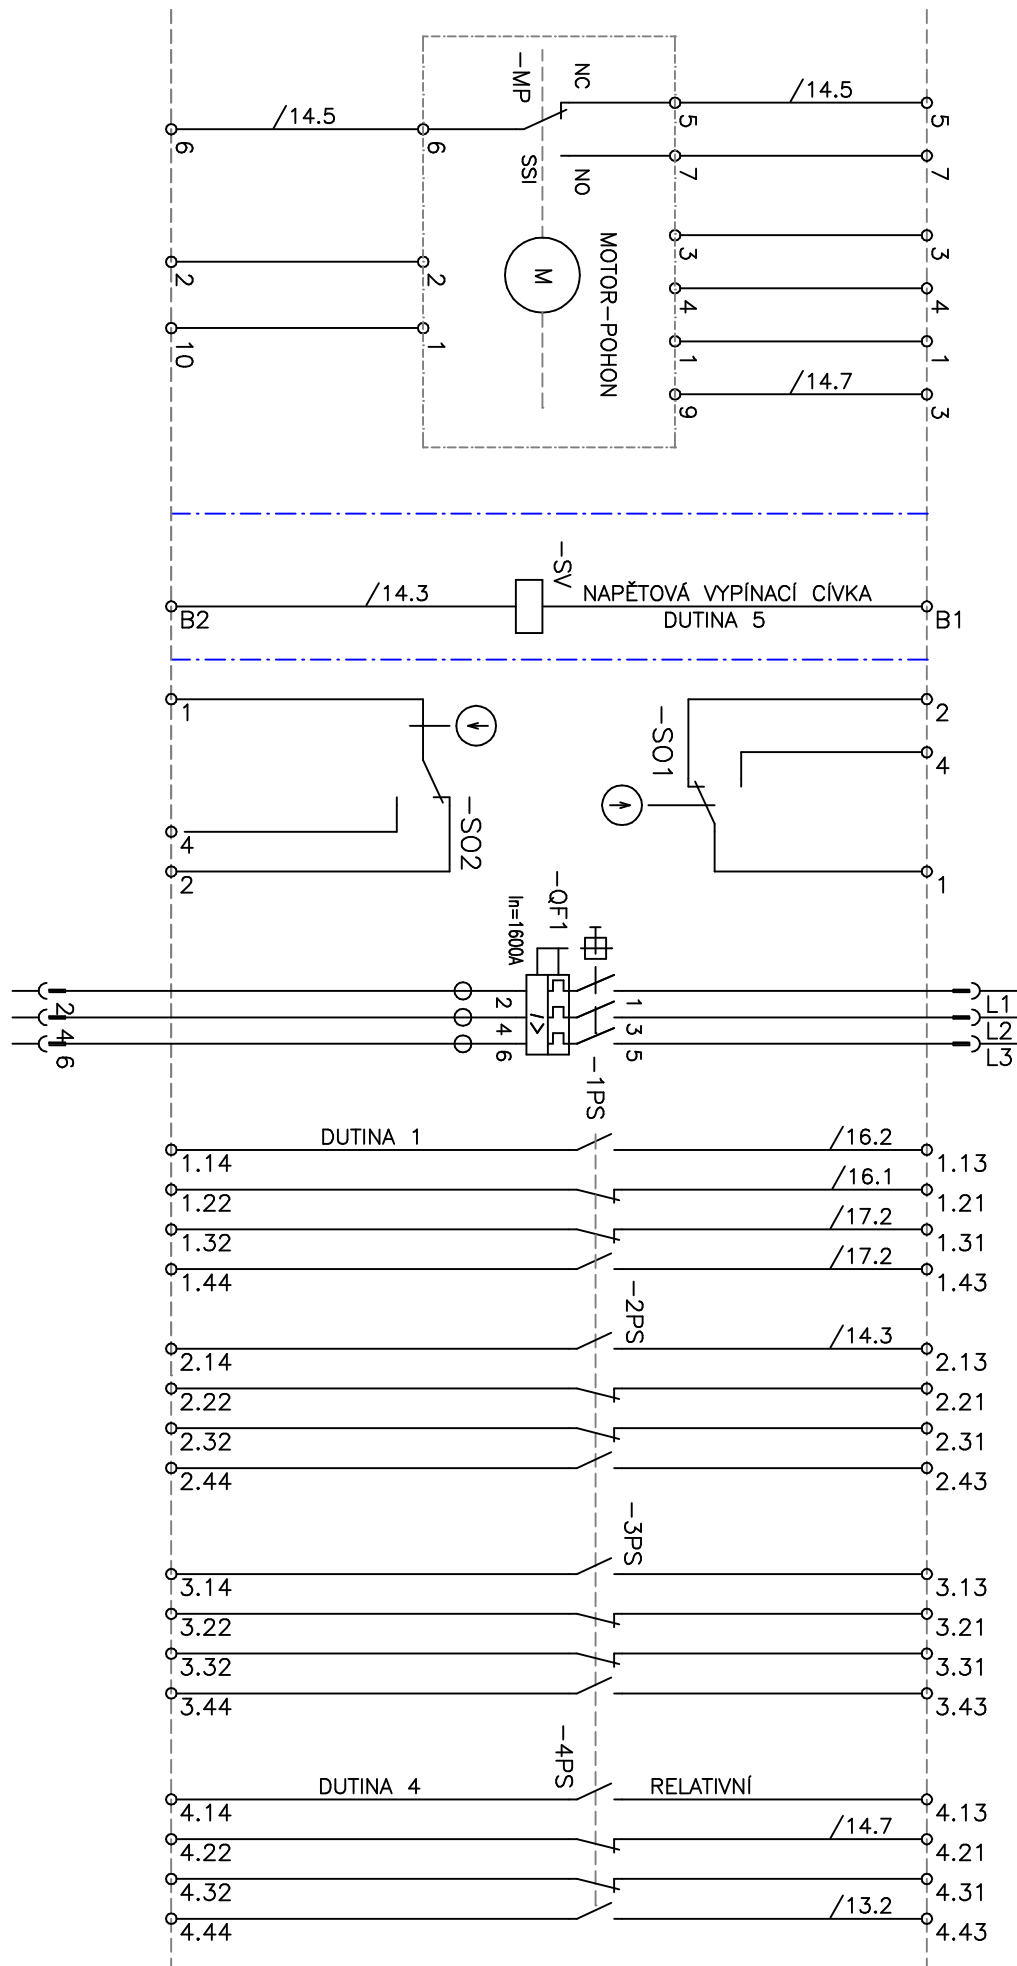 -MP
NC
/14.5
/14.5
6
6
5
5
SSI
NO
7
7
MOTOR-POHON
M
3
3
2
2
4
4
10
1
1
1
/14.7
9
3
-SV
/14.3
NAPĚTOVÁ VYPÍNACÍ CÍVKA
B2
DUTINA 5
B1
1
2
-SO1
4
-SO2
4
2
1
-QF1
In=1600A
2
2
1
L1
4
4
I>
3
L2
6
6
5
L3
-1PS
DUTINA 1
/16.2
1.14
1.13
/16.1
1.22
1.21
/17.2
1.32
1.31
/17.2
1.44
1.43
-2PS
/14.3
2.14
2.13
2.22
2.21
2.32
2.31
2.44
2.43
-3PS
3.14
3.13
3.22
3.21
3.32
3.31
3.44
3.43
-4PS
DUTINA 4
RELATIVNÍ
4.14
4.13
/14.7
4.22
4.21
4.32
4.31
/13.2
4.44
4.43